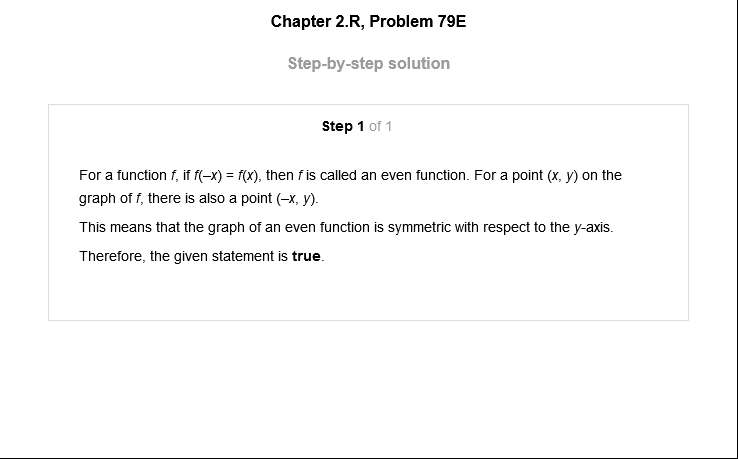 Chapter 2.R, Problem 79E
Step-by-step solution
Step 1 of 1
For a function f, if f(–x) = f(x), then f is called an even function. For a point (x, y) on the
graph of f, there is also a point (–x, y).
This means that the graph of an even function is symmetric with respect to the y-axis.
Therefore, the given statement is true.